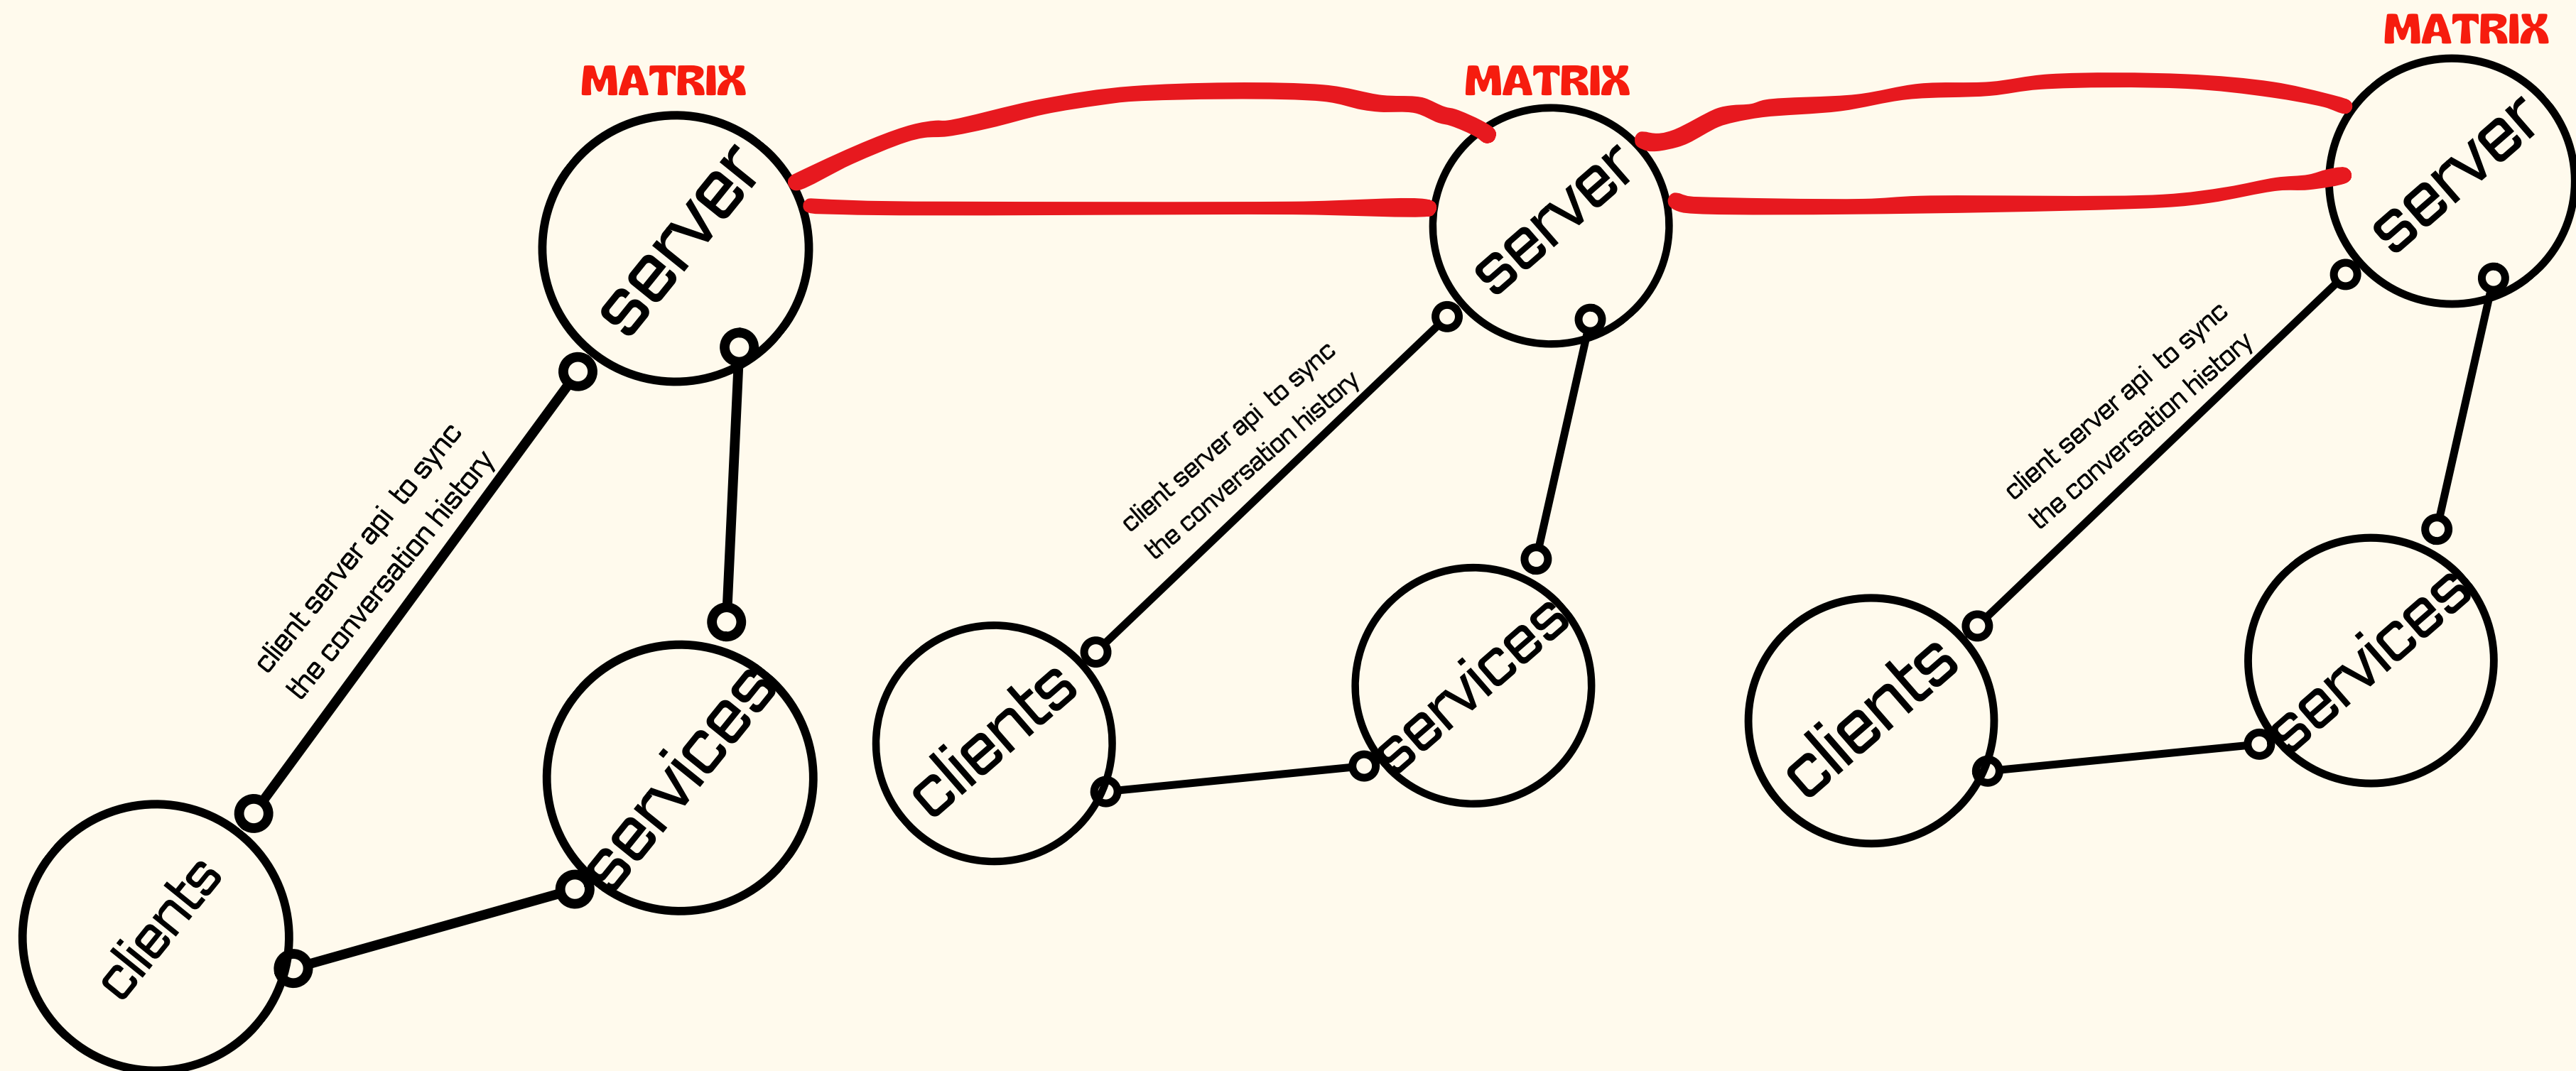 MATRIX
server
client server api to sync
the conversation history
clients
services
MATRIX
server
client server api to sync
the conversation history
clients
services
MATRIX
server
client server api to sync
the conversation history
clients
services